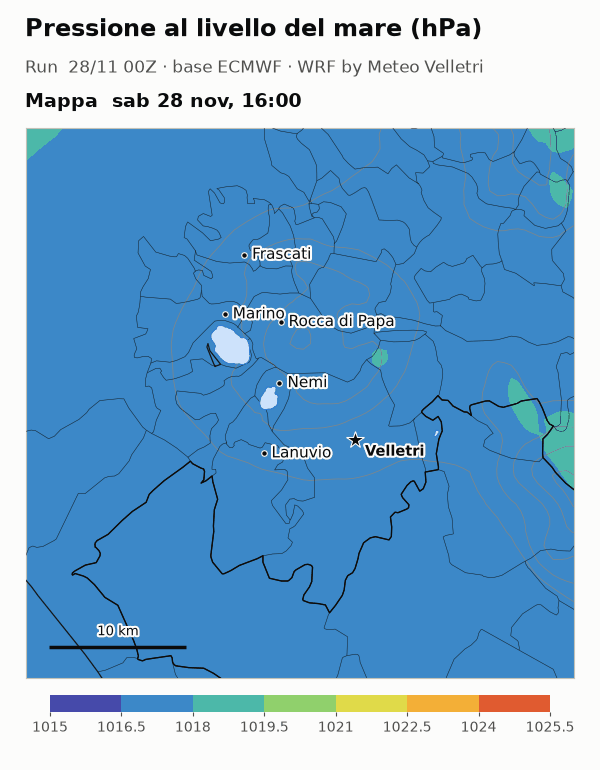 Pressione al livello del mare (hPa)
Run  28/11 00Z · base ECMWF · WRF by Meteo Velletri
Mappa  sab 28 nov, 16:00
Frascati
Marino
Rocca di Papa
Nemi
Velletri
Lanuvio
10 km
1015 1016.5 1018 1019.5 1021 1022.5 1024 1025.5